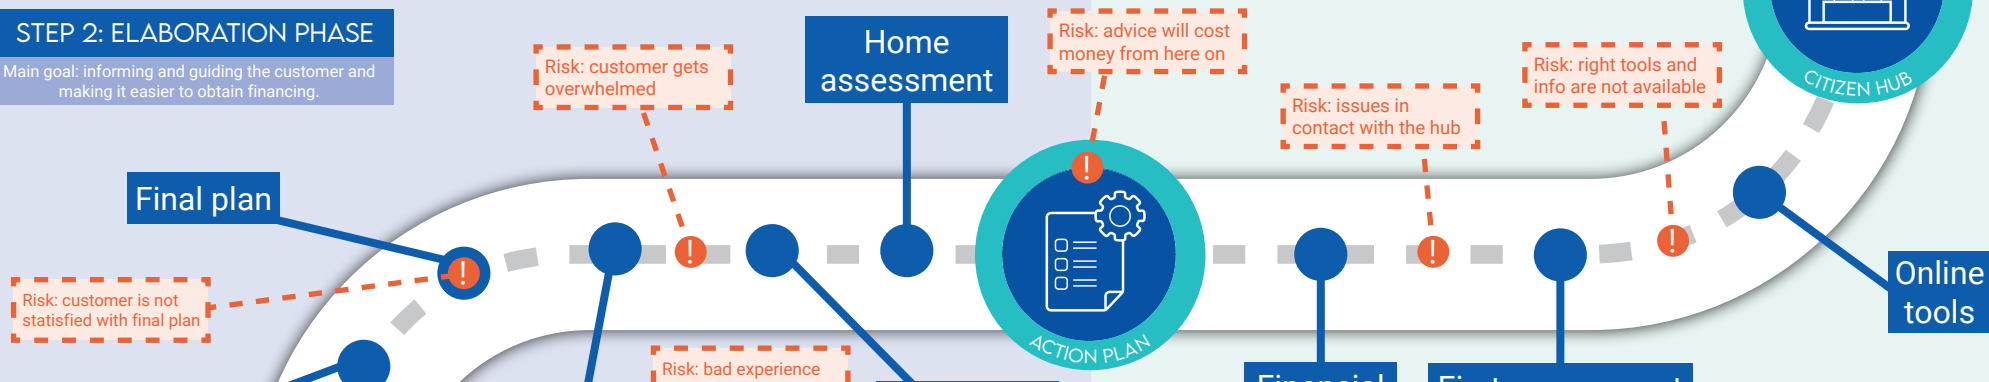 STEP 2: ELABORATION PHASE
Main goal: informing and guiding the customer and
making it easier to obtain financing.
Risk: customer gets
overwhelmed
Home
assessment
Risk: advice will cost
money from here on
Risk: issues in
contact with the hub
Risk: right tools and
info are not available
CITIZEN HUB
Final plan
Risk: customer is not
statisfied with final plan
ACTION PLAN
Online
tools
Risk: bad experience
Financial